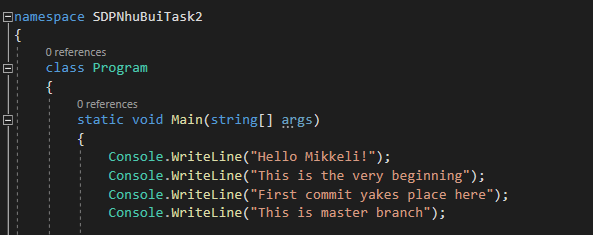 namespace SDPNhuBuiTask2
{
0 references
class Program
{
0 references
static void Main(string[] args)
{
Console.WriteLine("Hello Mikkeli!");
Console.WriteLine("This is the very beginning");
Console.WriteLine("First commit yakes place here");
Console.WriteLine("This is master branch");